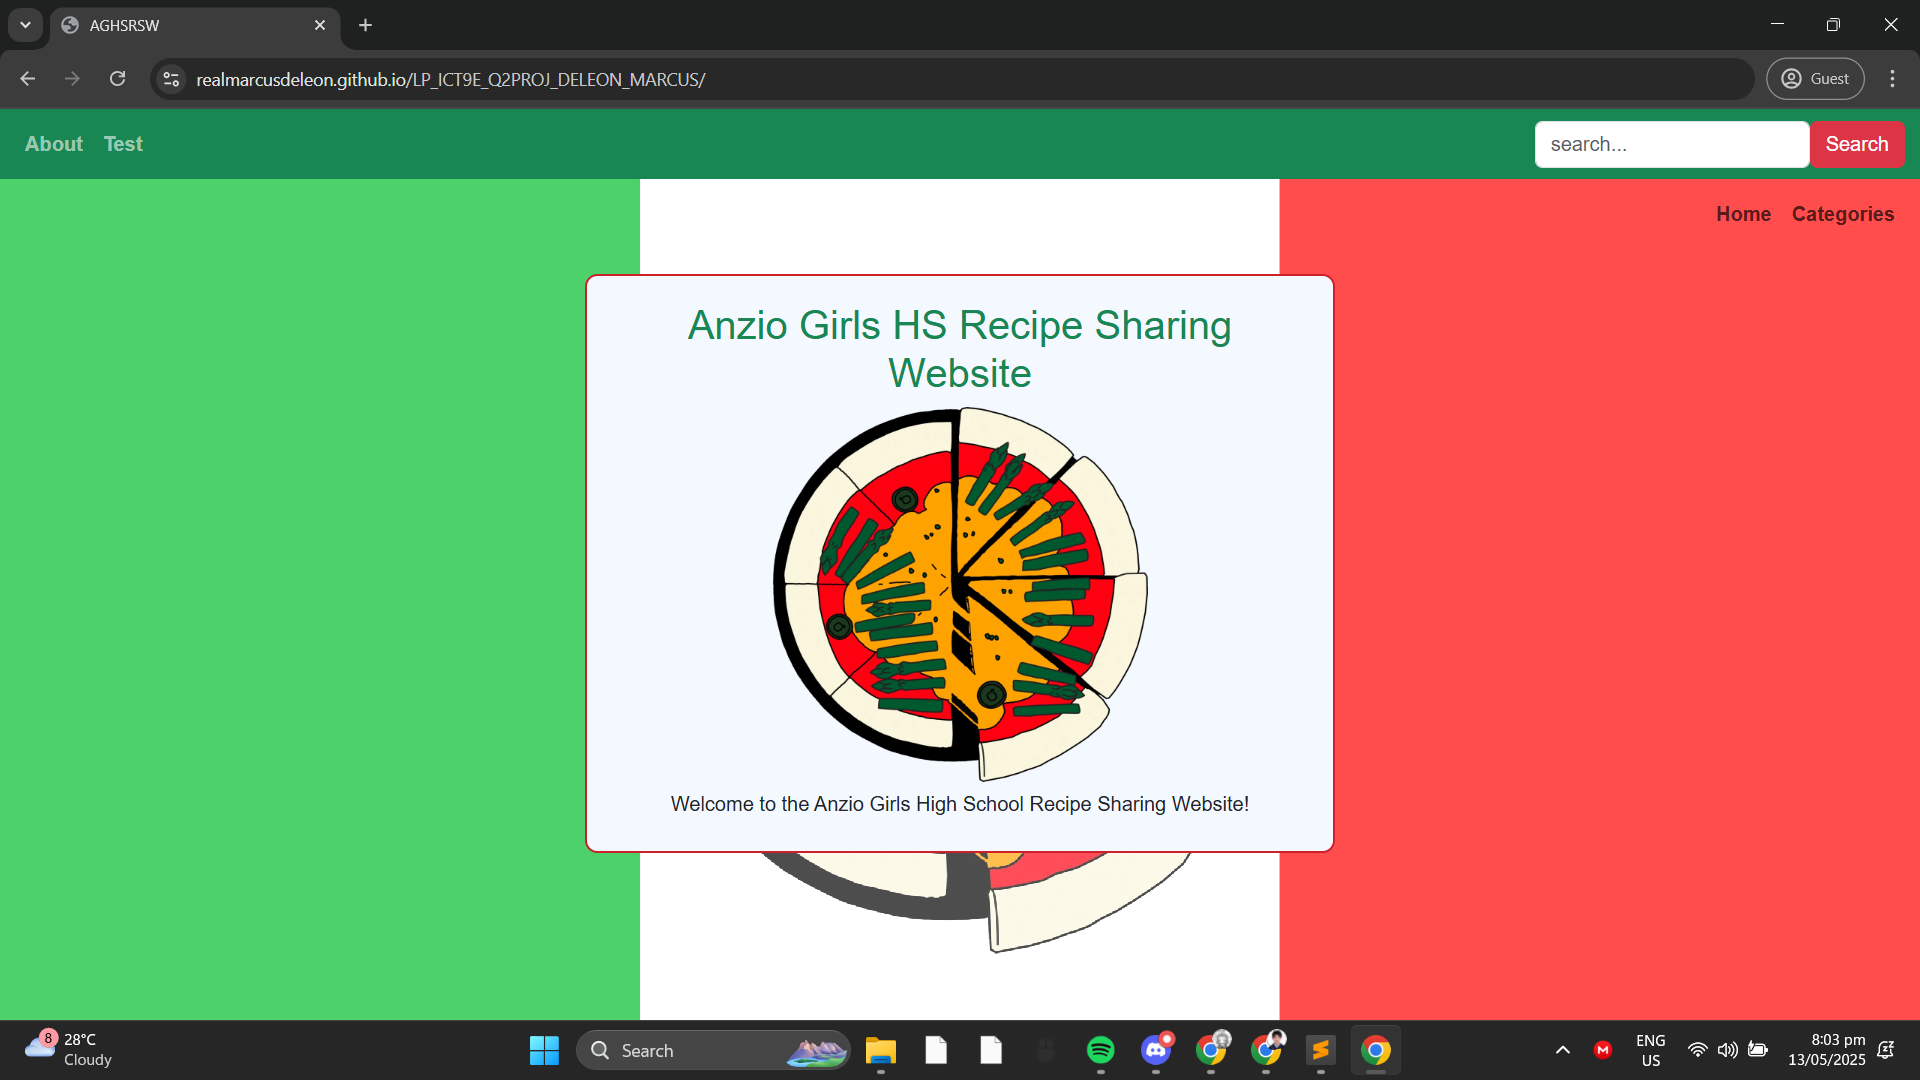 AGHSRSW
realmarcusdeleon.github.io/LP_ICT9E_Q2PROJ_DELEON_MARCUS/
Guest
About Test
search...
Search
Home Categories
Anzio Girls HS Recipe Sharing
Website
Welcome to the Anzio Girls High School Recipe Sharing Website!
8
28°C
Cloudy
Search
M
ENG
US
8:03 pm
13/05/2025